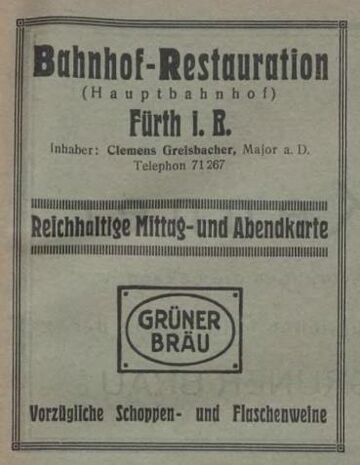 Bahnhof-Restauration
(Hauptbahnhof)
Fürth i. B.
Inhaber: Clemens Greisbacher, Major a. D.
Telephon 71267
Reichhaltige Mittag- und Abendkarte
GRÜNER
BRÄU
Vorzügliche Schoppen- und Flaschenweine